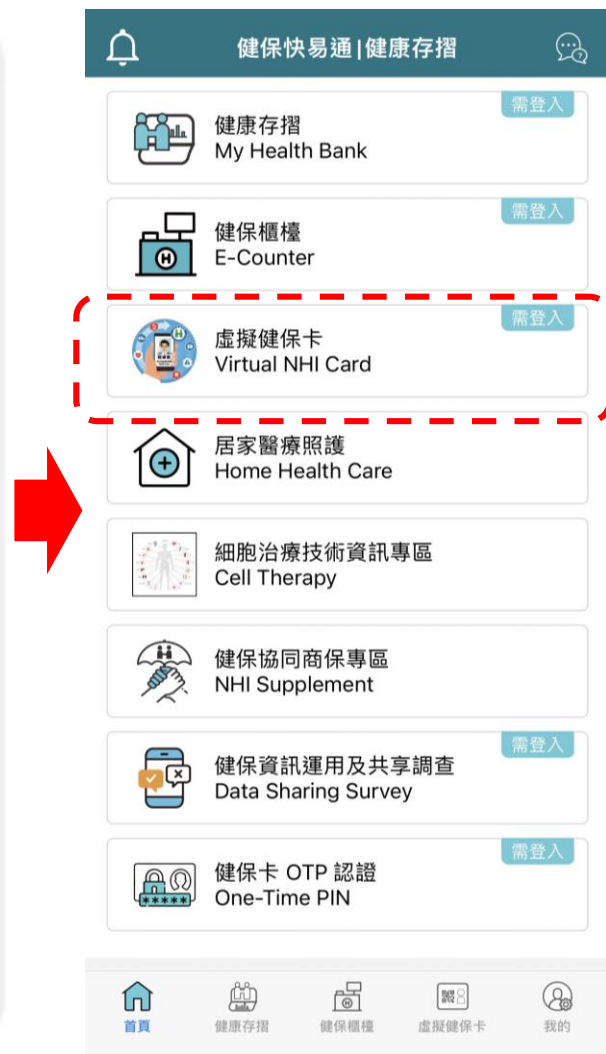 健保快易通|健康存摺
需登入
健康存摺
My Health Bank
需登入
健保櫃檯
E-Counter
需登入
虛擬健保卡
Virtual NHI Card
居家醫療照護
Home Health Care
細胞治療技術資訊專區
Cell Therapy
健保協同商保專區
NHI Supplement
需登入
健保資訊運用及共享調查
Data Sharing Survey
需登入
健保卡 OTP 認證
One-Time PIN
首頁 健康存摺 健保櫃檯 虛擬健保卡 我的